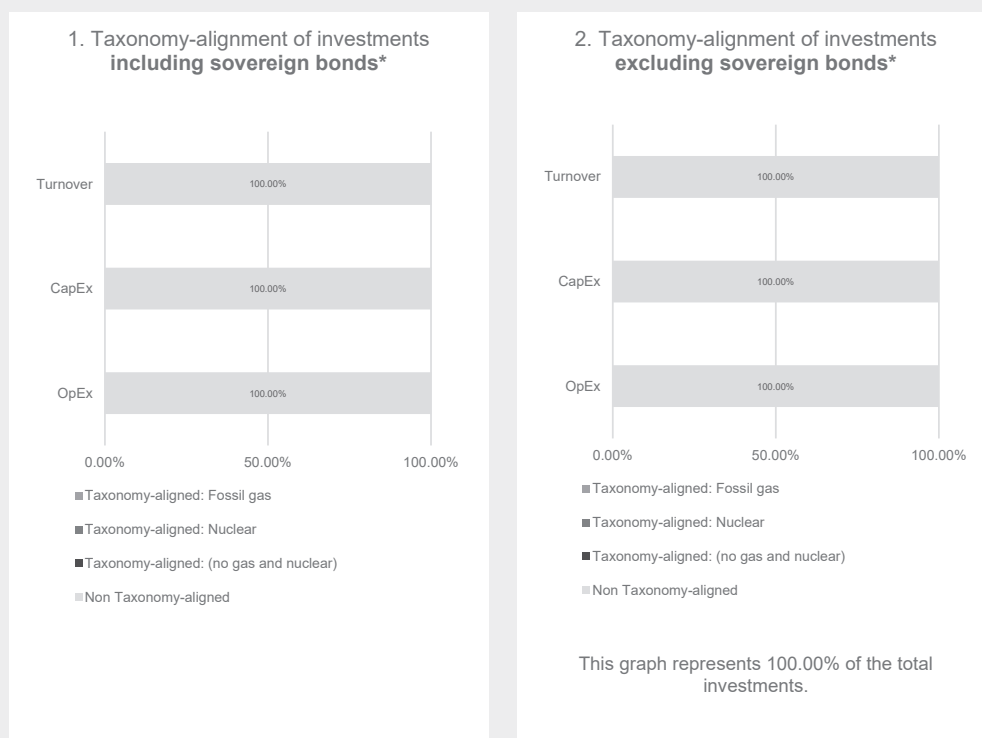 1. Taxonomy-alignment of investments
including sovereign bonds*
Turnover
100.00%
CapEx
100.00%
OpEx
100.00%
0.00% 50.00% 100.00%
Taxonomy-aligned: Fossil gas
Taxonomy-aligned: Nuclear
Taxonomy-aligned: (no gas and nuclear)
Non Taxonomy-aligned
2. Taxonomy-alignment of investments
excluding sovereign bonds*
Turnover
100.00%
CapEx
100.00%
OpEx
100.00%
0.00% 50.00% 100.00%
Taxonomy-aligned: Fossil gas
Taxonomy-aligned: Nuclear
Taxonomy-aligned: (no gas and nuclear)
Non Taxonomy-aligned
This graph represents 100.00% of the total
investments.